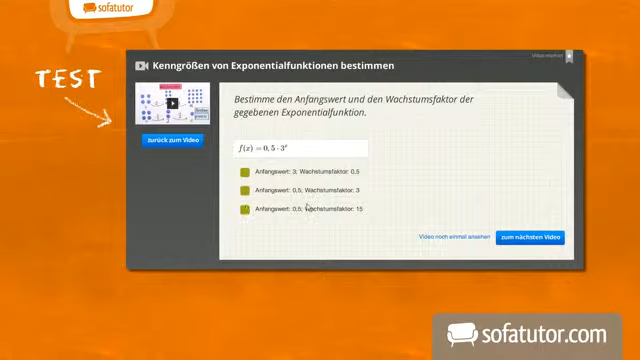 sofatutor
TEST
Kenngrößen von Exponentialfunktionen bestimmen
zurück zum Video
Bestimme den Anfangswert und den Wachstumsfaktor der
gegebenen Exponentialfunktion.
f(x) = 0, 5 · 3ˣ
Anfangswert: 3; Wachstumsfaktor: 0,5
Anfangswert: 0,5; Wachstumsfaktor: 3
Anfangswert: 0,5; Wachstumsfaktor: 15
Video noch einmal ansehen
zum nächsten Video
sofatutor.com